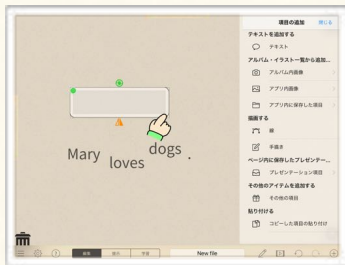 項目の追加 閉じる
テキストを追加する
テキスト
アルバム・イラスト一覧から追加...
アルバム内画像
アプリ内画像
アプリ内に保存した項目
描画する
線
手書き
ページ内に保存したプレゼンテー...
プレゼンテーション項目
その他のアイテムを追加する
その他の項目
貼り付ける
コピーした項目の貼り付け
Mary loves dogs .
編集 提示 学習 New file